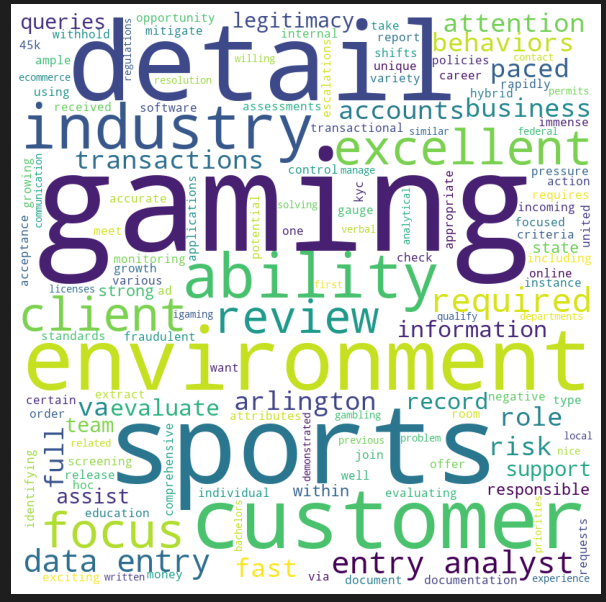 queries
withhold
opportunity
mitigate
regulations
legitimacy
internal
escalations
take
report
attention
behaviors
45k
ample
ecommerce
using
detail
shifts
unique
variety
policies
career
contact
paced
rapidly
hybrid
permits
willing
resolution
received
software
assessments
accounts
business
industry
transactional
similar
federal
immense
growing
communication
transactions
control
manage
excellent
pressure
action
requires
gaming
accurate
meet
applications
potential
solving
one
kyc
gauge
verbal
analytical
appropriate
incoming
focused
criteria
united
acceptance
monitoring
growth
various
check
state
including
online
instance
licenses
strong
ad
ability
first
required
client
igaming
review
qualify
departments
information
standards
fraudulent
environment
want
certain
order
extract
va
evaluate
arlington
attributes
record
negative
type
room
role
team
full
related
screening
release
hoc
comprehensive
sports
gambling
demonstrated
previous
problem
join
well
offer
risk
local
nice
support
identifying
assist
education
individual
within
evaluating
responsible
focus
bachelors
customer
priorities
requests
data entry
exciting
written
money
fast
via
entry analyst
document
documentation
experience